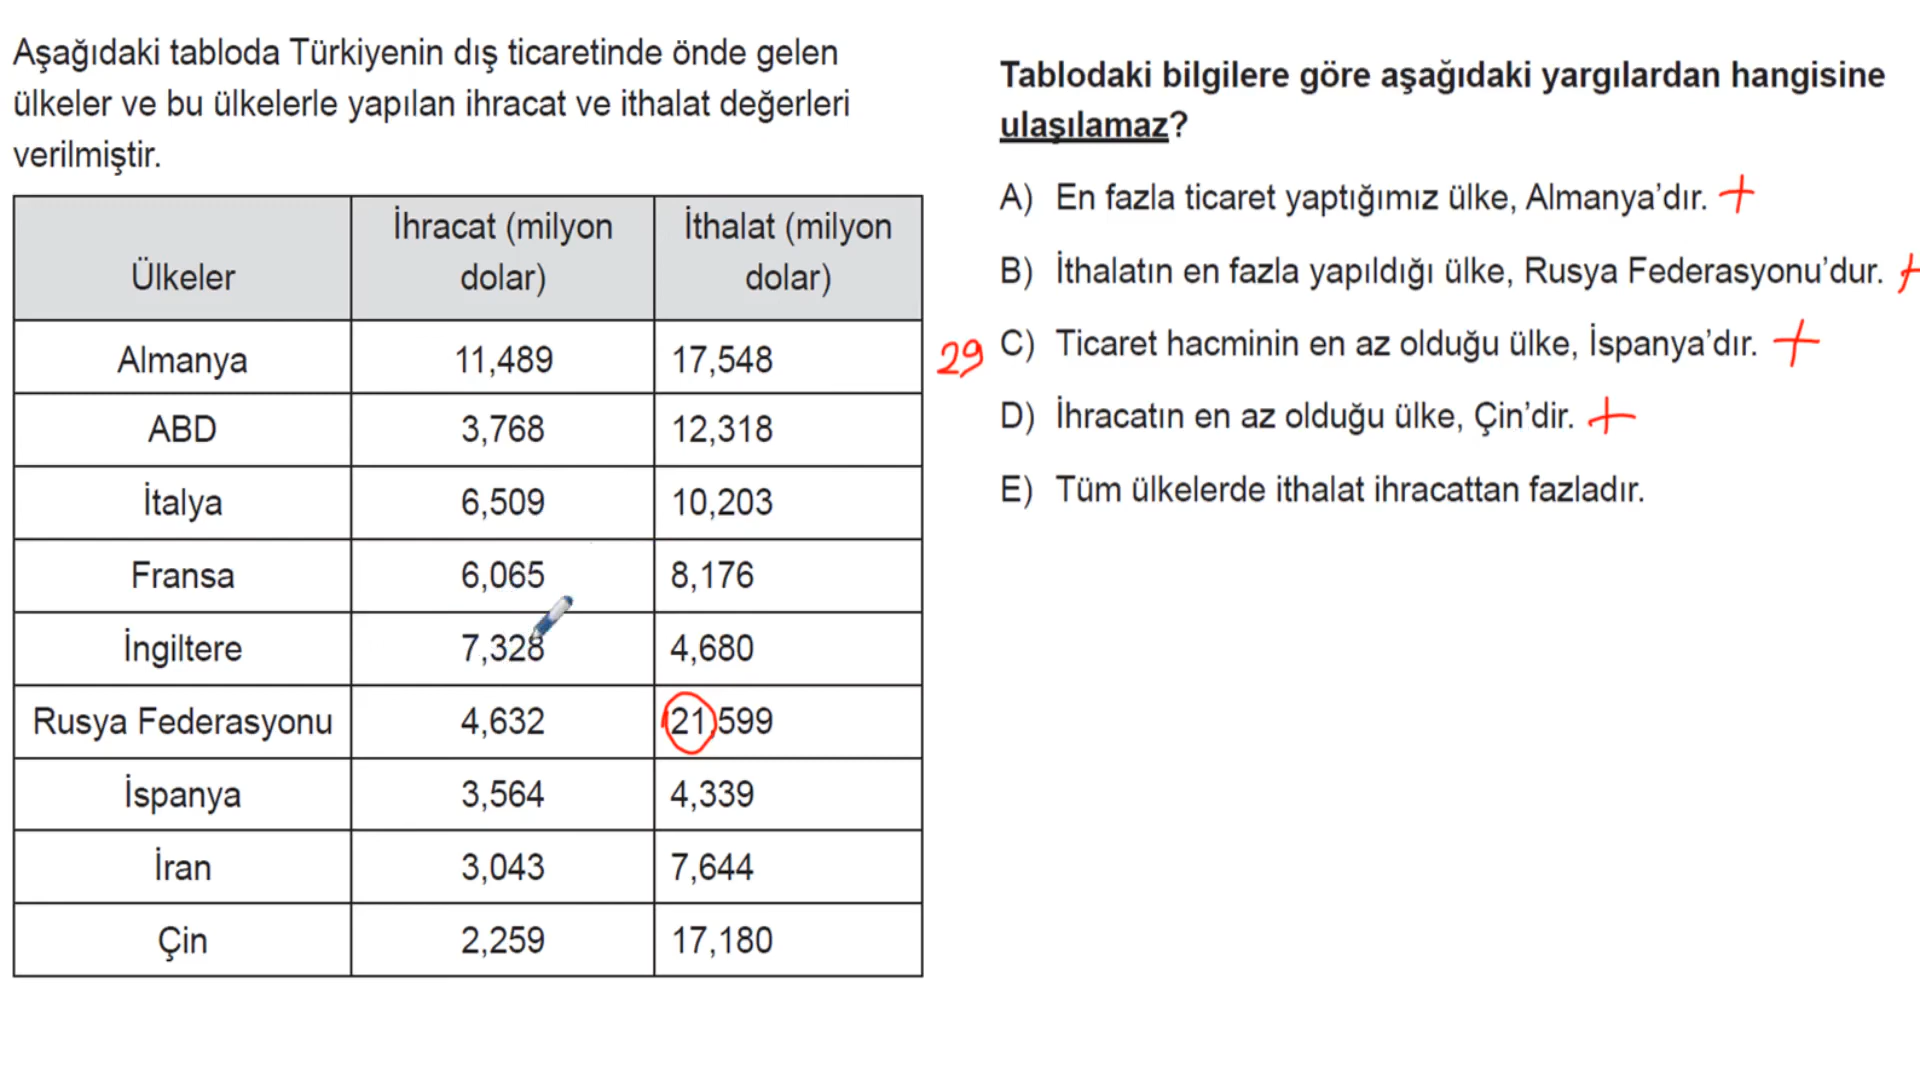 Aşağıdaki tabloda Türkiyenin dış ticaretinde önde gelen
ülkeler ve bu ülkelerle yapılan ihracat ve ithalat değerleri
verilmiştir.
Ülkeler İhracat (milyon dolar) İthalat (milyon dolar)
Almanya 11,489 17,548
ABD 3,768 12,318
İtalya 6,509 10,203
Fransa 6,065 8,176
İngiltere 7,328 4,680
Rusya Federasyonu 4,632 21,599
İspanya 3,564 4,339
İran 3,043 7,644
Çin 2,259 17,180
29
Tablodaki bilgilere göre aşağıdaki yargılardan hangisine
ulaşılamaz?
A) En fazla ticaret yaptığımız ülke, Almanya’dır. +
B) İthalatın en fazla yapıldığı ülke, Rusya Federasyonu’dur. +
C) Ticaret hacminin en az olduğu ülke, İspanya’dır. +
D) İhracatın en az olduğu ülke, Çin’dir. +
E) Tüm ülkelerde ithalat ihracattan fazladır.